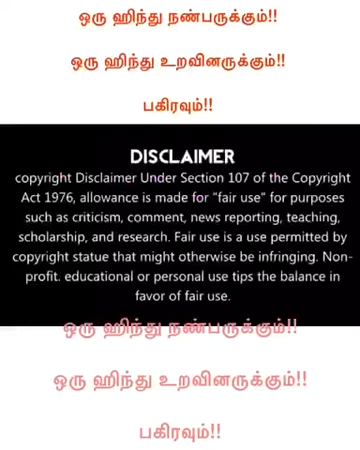 ஒரு ஹிந்து நண்பருக்கும்!!
ஒரு ஹிந்து உறவினருக்கும்!!
பகிரவும்!!
DISCLAIMER
copyright Disclaimer Under Section 107 of the Copyright
Act 1976, allowance is made for "fair use" for purposes
such as criticism, comment, news reporting, teaching,
scholarship, and research. Fair use is a use permitted by
copyright statue that might otherwise be infringing. Non-
profit. educational or personal use tips the balance in
favor of fair use.
ஒரு ஹிந்து நண்பருக்கும்!!
ஒரு ஹிந்து உறவினருக்கும்!!
பகிரவும்!!